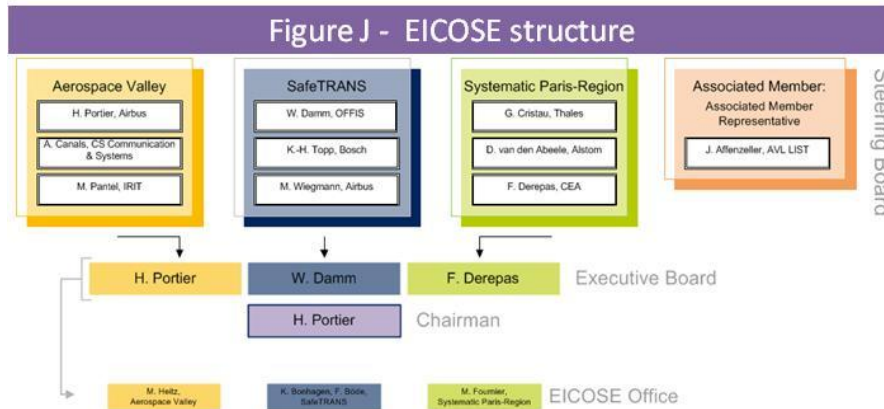 Figure J - EICOSE structure
Aerospace Valley
H. Portier, Airbus
A. Canals, CS Communication
& Systems
M. Pantel, IRIT
SafeTRANS
W. Damm, OFFIS
K.-H. Topp, Bosch
M. Wiegmann, Airbus
Systematic Paris-Region
G. Cristau, Thales
D. van den Abeele, Alstom
F. Derepas, CEA
Associated Member:
Associated Member
Representative
J. Affenzeller, AVL LIST
Steering Board
H. Portier
W. Damm
F. Derepas
Executive Board
H. Portier
Chairman
M. Heitz,
Aerospace Valley
K. Bonhagen, F. Böde,
SafeTRANS
M. Fournier,
Systematic Paris-Region
EICOSE Office